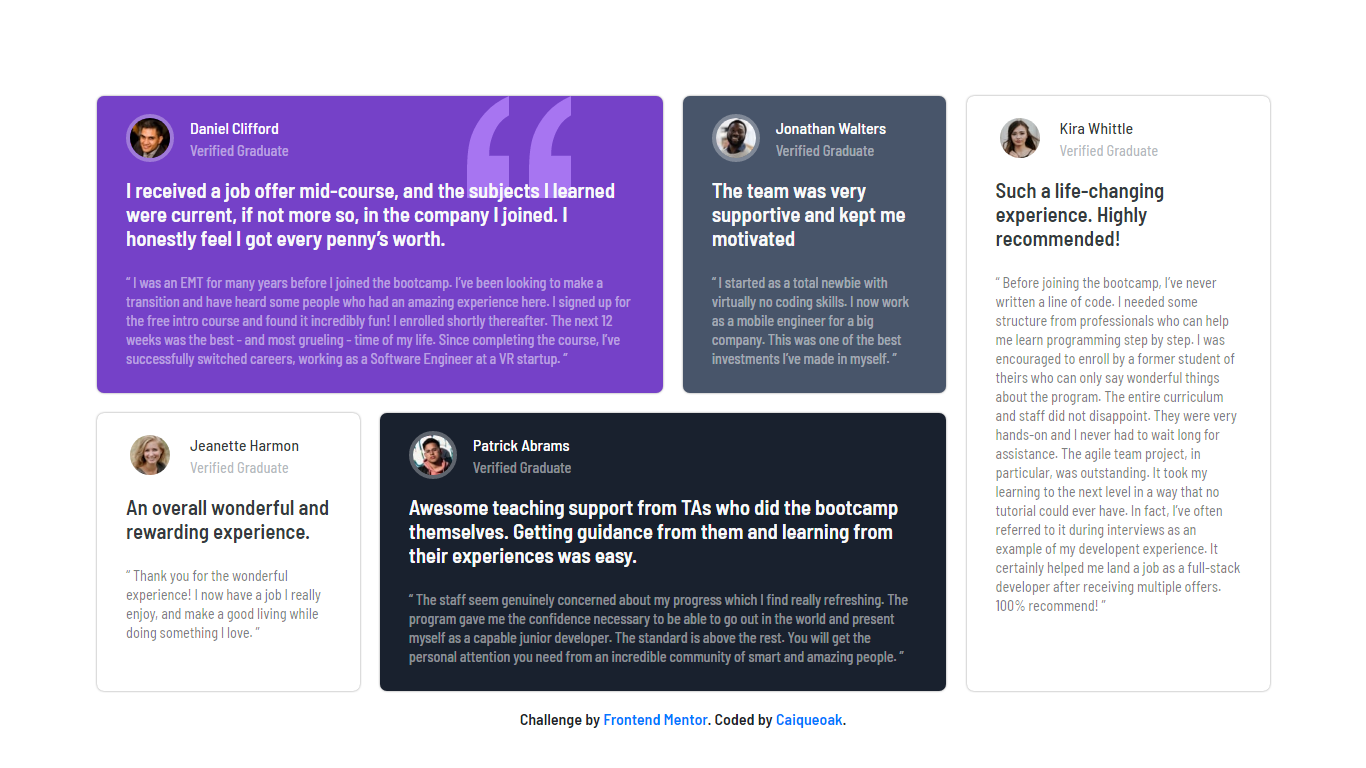 Daniel Clifford
Verified Graduate
I received a job offer mid-course, and the subjects I learned
were current, if not more so, in the company I joined. I
honestly feel I got every penny’s worth.
“ I was an EMT for many years before I joined the bootcamp. I’ve been looking to make a
transition and have heard some people who had an amazing experience here. I signed up for
the free intro course and found it incredibly fun! I enrolled shortly thereafter. The next 12
weeks was the best - and most grueling - time of my life. Since completing the course, I’ve
successfully switched careers, working as a Software Engineer at a VR startup. ”
Jonathan Walters
Verified Graduate
The team was very
supportive and kept me
motivated
“ I started as a total newbie with
virtually no coding skills. I now work
as a mobile engineer for a big
company. This was one of the best
investments I’ve made in myself. ”
Kira Whittle
Verified Graduate
Such a life-changing
experience. Highly
recommended!
“ Before joining the bootcamp, I’ve never
written a line of code. I needed some
structure from professionals who can help
me learn programming step by step. I was
encouraged to enroll by a former student of
theirs who can only say wonderful things
about the program. The entire curriculum
and staff did not disappoint. They were very
hands-on and I never had to wait long for
assistance. The agile team project, in
particular, was outstanding. It took my
learning to the next level in a way that no
tutorial could ever have. In fact, I’ve often
referred to it during interviews as an
example of my developent experience. It
certainly helped me land a job as a full-stack
developer after receiving multiple offers.
100% recommend! ”
Jeanette Harmon
Verified Graduate
An overall wonderful and
rewarding experience.
“ Thank you for the wonderful
experience! I now have a job I really
enjoy, and make a good living while
doing something I love. ”
Patrick Abrams
Verified Graduate
Awesome teaching support from TAs who did the bootcamp
themselves. Getting guidance from them and learning from
their experiences was easy.
“ The staff seem genuinely concerned about my progress which I find really refreshing. The
program gave me the confidence necessary to be able to go out in the world and present
myself as a capable junior developer. The standard is above the rest. You will get the
personal attention you need from an incredible community of smart and amazing people. ”
Challenge by Frontend Mentor. Coded by Caiqueoak.